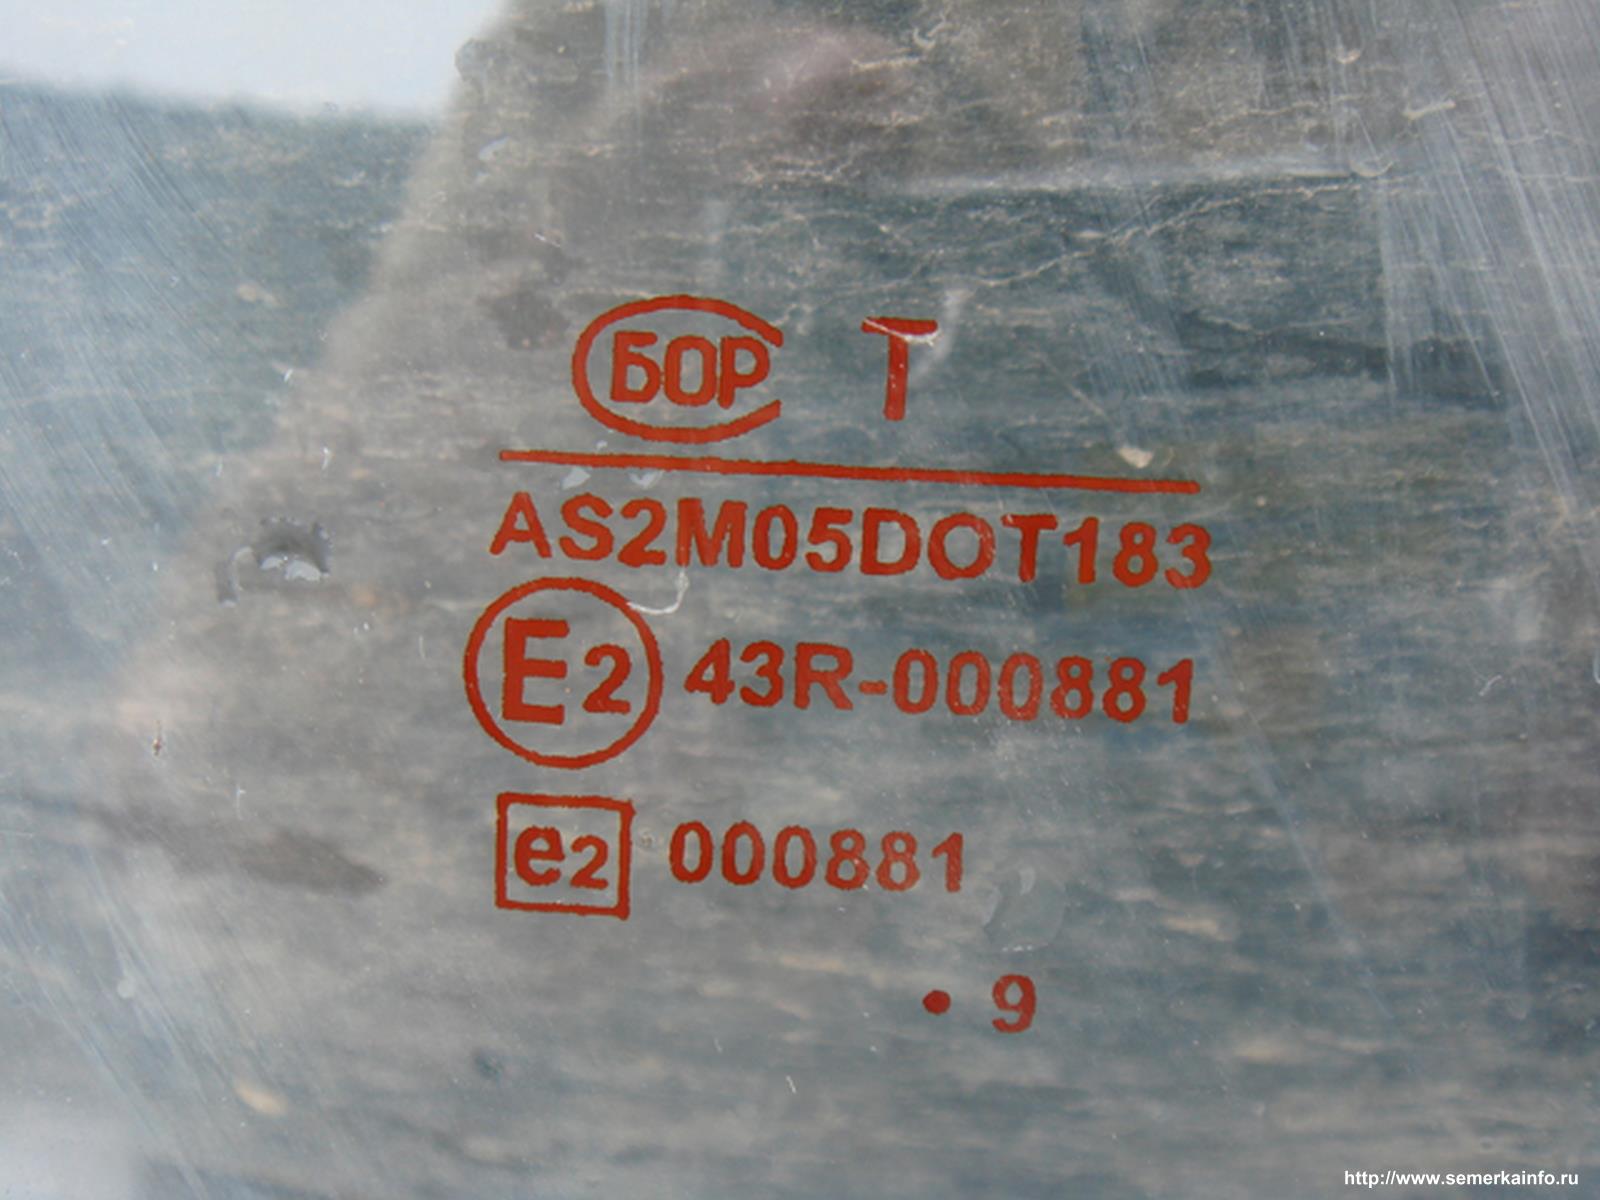 БОР Т
AS2M05DOT183
E2 43R-000881
e2 000881
. 9
http://www.semerkainfo.ru